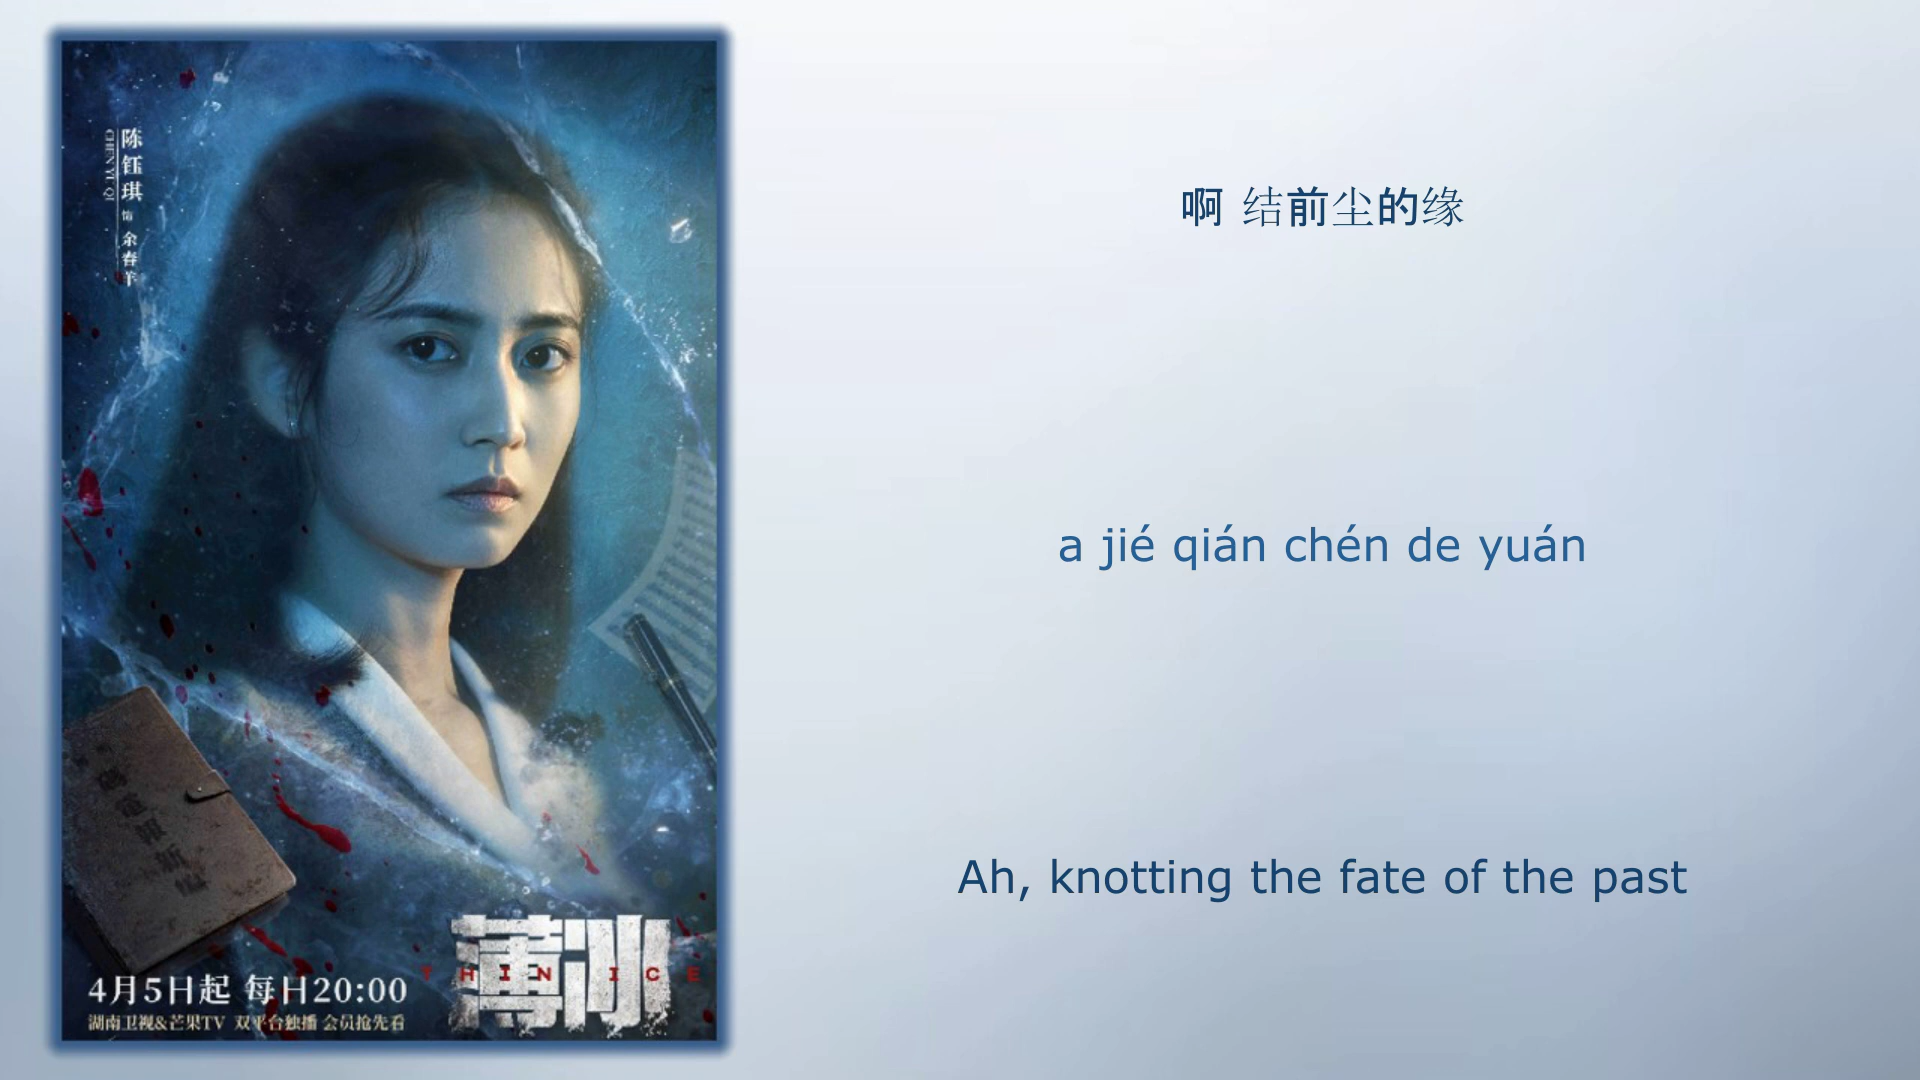 陈钰琪 饰 余春羊
CHEN YU QI
薄冰
THIN ICE
4月5日起 每日20:00
湖南卫视&芒果TV 双平台独播 会员抢先看
啊 结前尘的缘
a jié qián chén de yuán
Ah, knotting the fate of the past